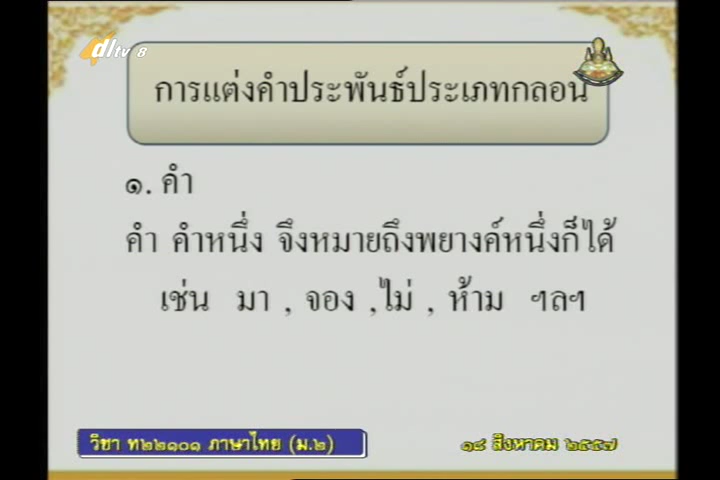 dltv 8
การแต่งคำประพันธ์ประเภทกลอน
๑. คำ
คำ คำหนึ่ง จึงหมายถึงพยางค์หนึ่งก็ได้
เช่น มา , จอง ,ไม่ , ห้าม ฯลฯ
วิชา ท๒๒๑๐๑ ภาษาไทย (ม.๒)
๑๘ สิงหาคม ๒๕๕๗